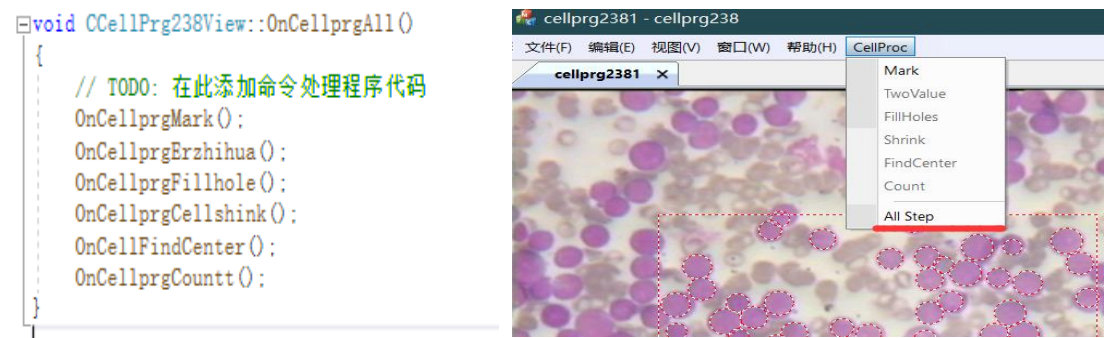 void CCellPrg238View::OnCellprgAll()
{
// TODO: 在此添加命令处理程序代码
OnCellprgMark();
OnCellprgErzhihua();
OnCellprgFillhole();
OnCellprgCellshink();
OnCellFindCenter();
OnCellprgCountt();
}
cellprg2381 - cellprg238
文件(F) 编辑(E) 视图(V) 窗口(W) 帮助(H) CellProc
cellprg2381 ×
Mark
TwoValue
FillHoles
Shrink
FindCenter
Count
All Step